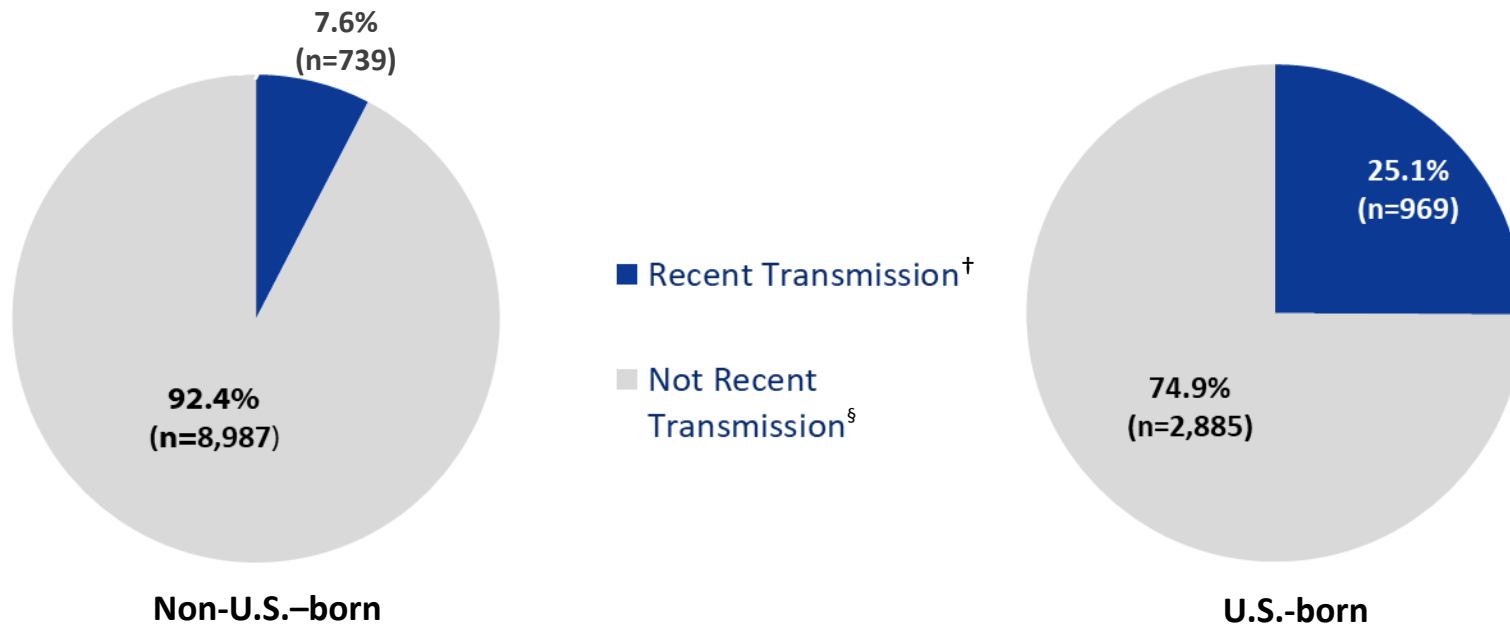 7.6%
(n=739)
92.4%
(n=8,987)
Non-U.S.–born
Recent Transmission†
Not Recent
Transmission§
25.1%
(n=969)
74.9%
(n=2,885)
U.S.-born